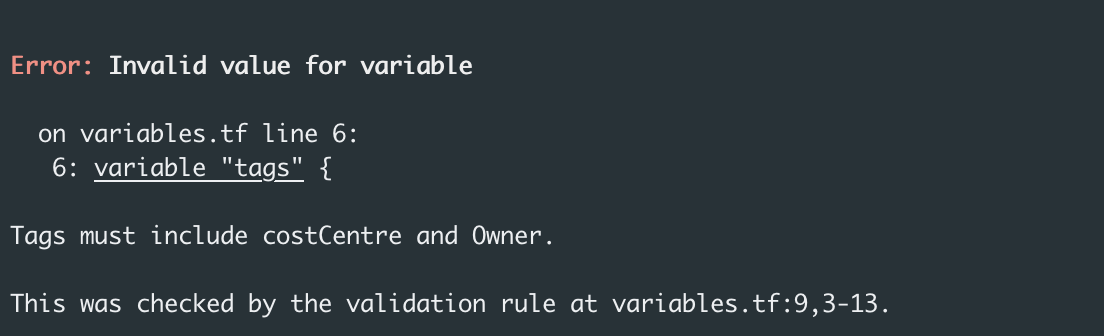 Error: Invalid value for variable
on variables.tf line 6:
6: variable "tags" {
Tags must include costCentre and Owner.
This was checked by the validation rule at variables.tf:9,3-13.